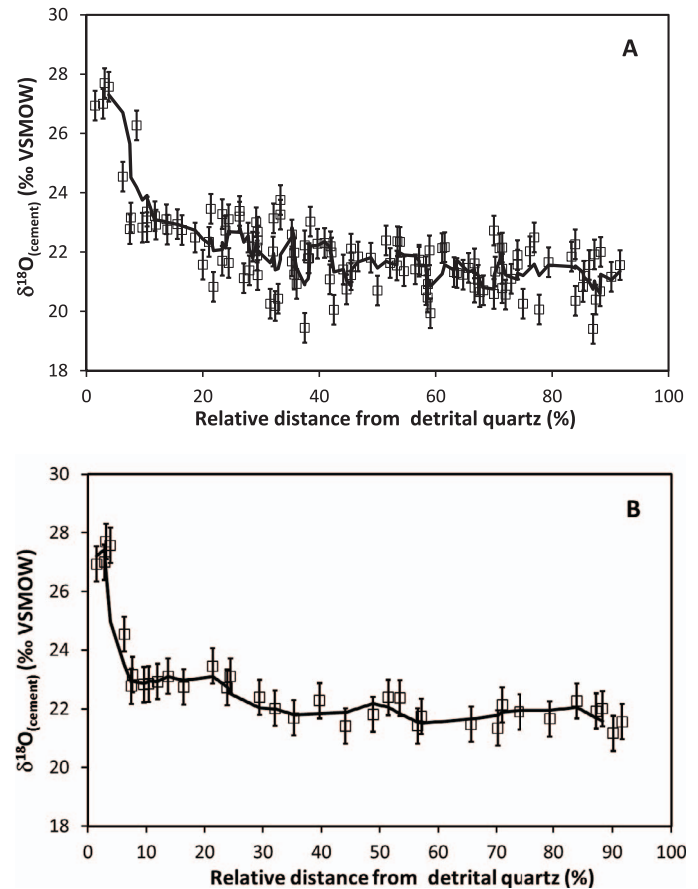 30
A
28
26
24
22
20
18
δ18O(cement) (‰ VSMOW)
0 20 40 60 80 100
Relative distance from detrital quartz (%)
30
B
28
26
24
22
20
18
δ18O(cement) (‰ VSMOW)
0 10 20 30 40 50 60 70 80 90 100
Relative distance from detrital quartz (%)